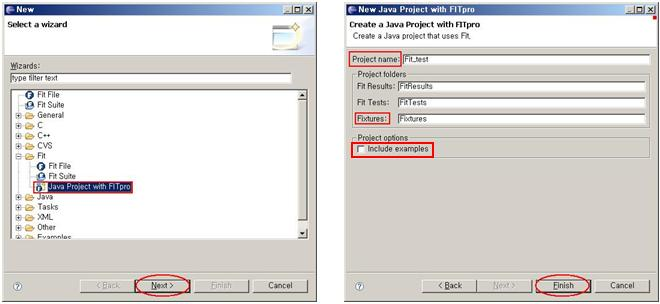 New
Select a wizard
Wizards:
type filter text
Fit File
Fit Suite
General
C
C++
CVS
Fit
Fit File
Fit Suite
Java Project with FITpro
Java
Tasks
XML
Other
Examples
< Back
Next >
Finish
Cancel
New Java Project with FITpro
Create a Java Project with FITpro
Create a Java project that uses Fit.
Project name: Fit_test
Project folders
Fit Results: FitResults
Fit Tests: FitTests
Fixtures: Fixtures
Project options
Include examples
< Back
Next >
Finish
Cancel